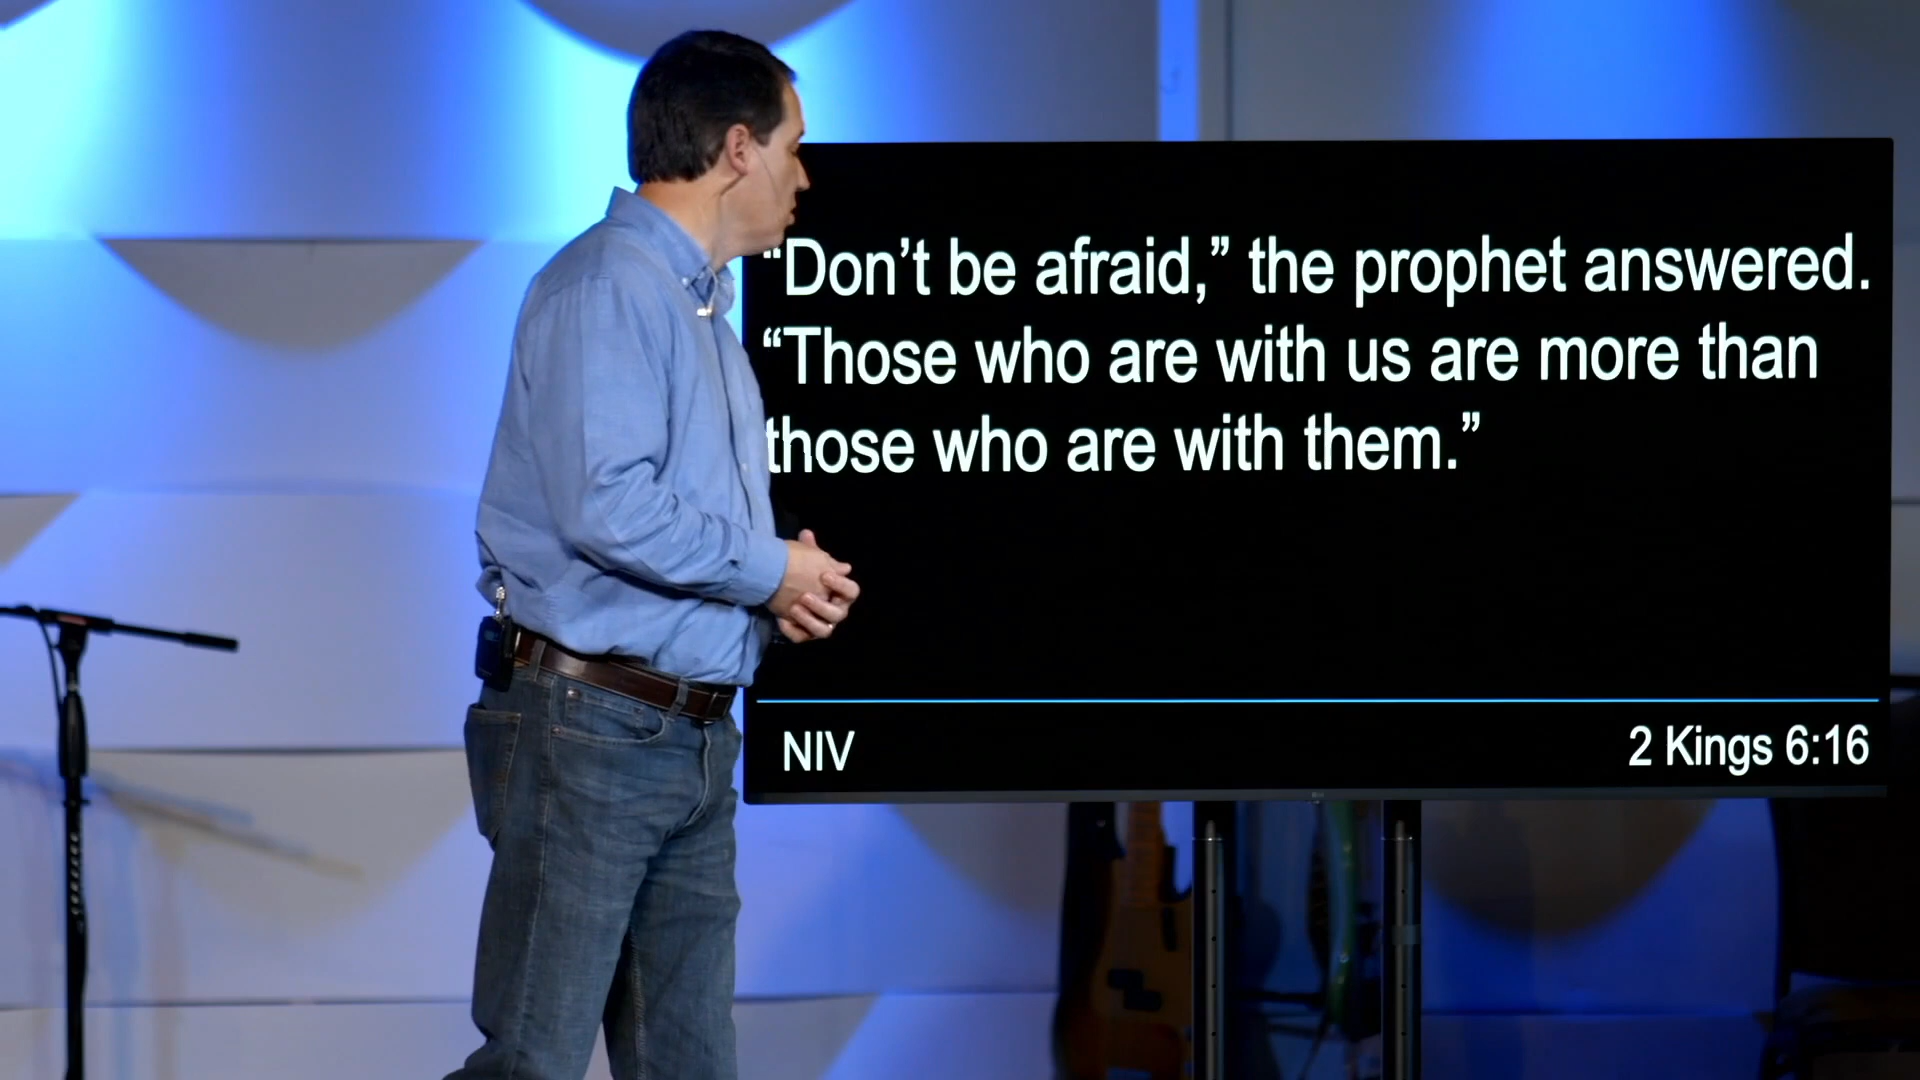 “Don’t be afraid,” the prophet answered.
“Those who are with us are more than
those who are with them.”
NIV
2 Kings 6:16